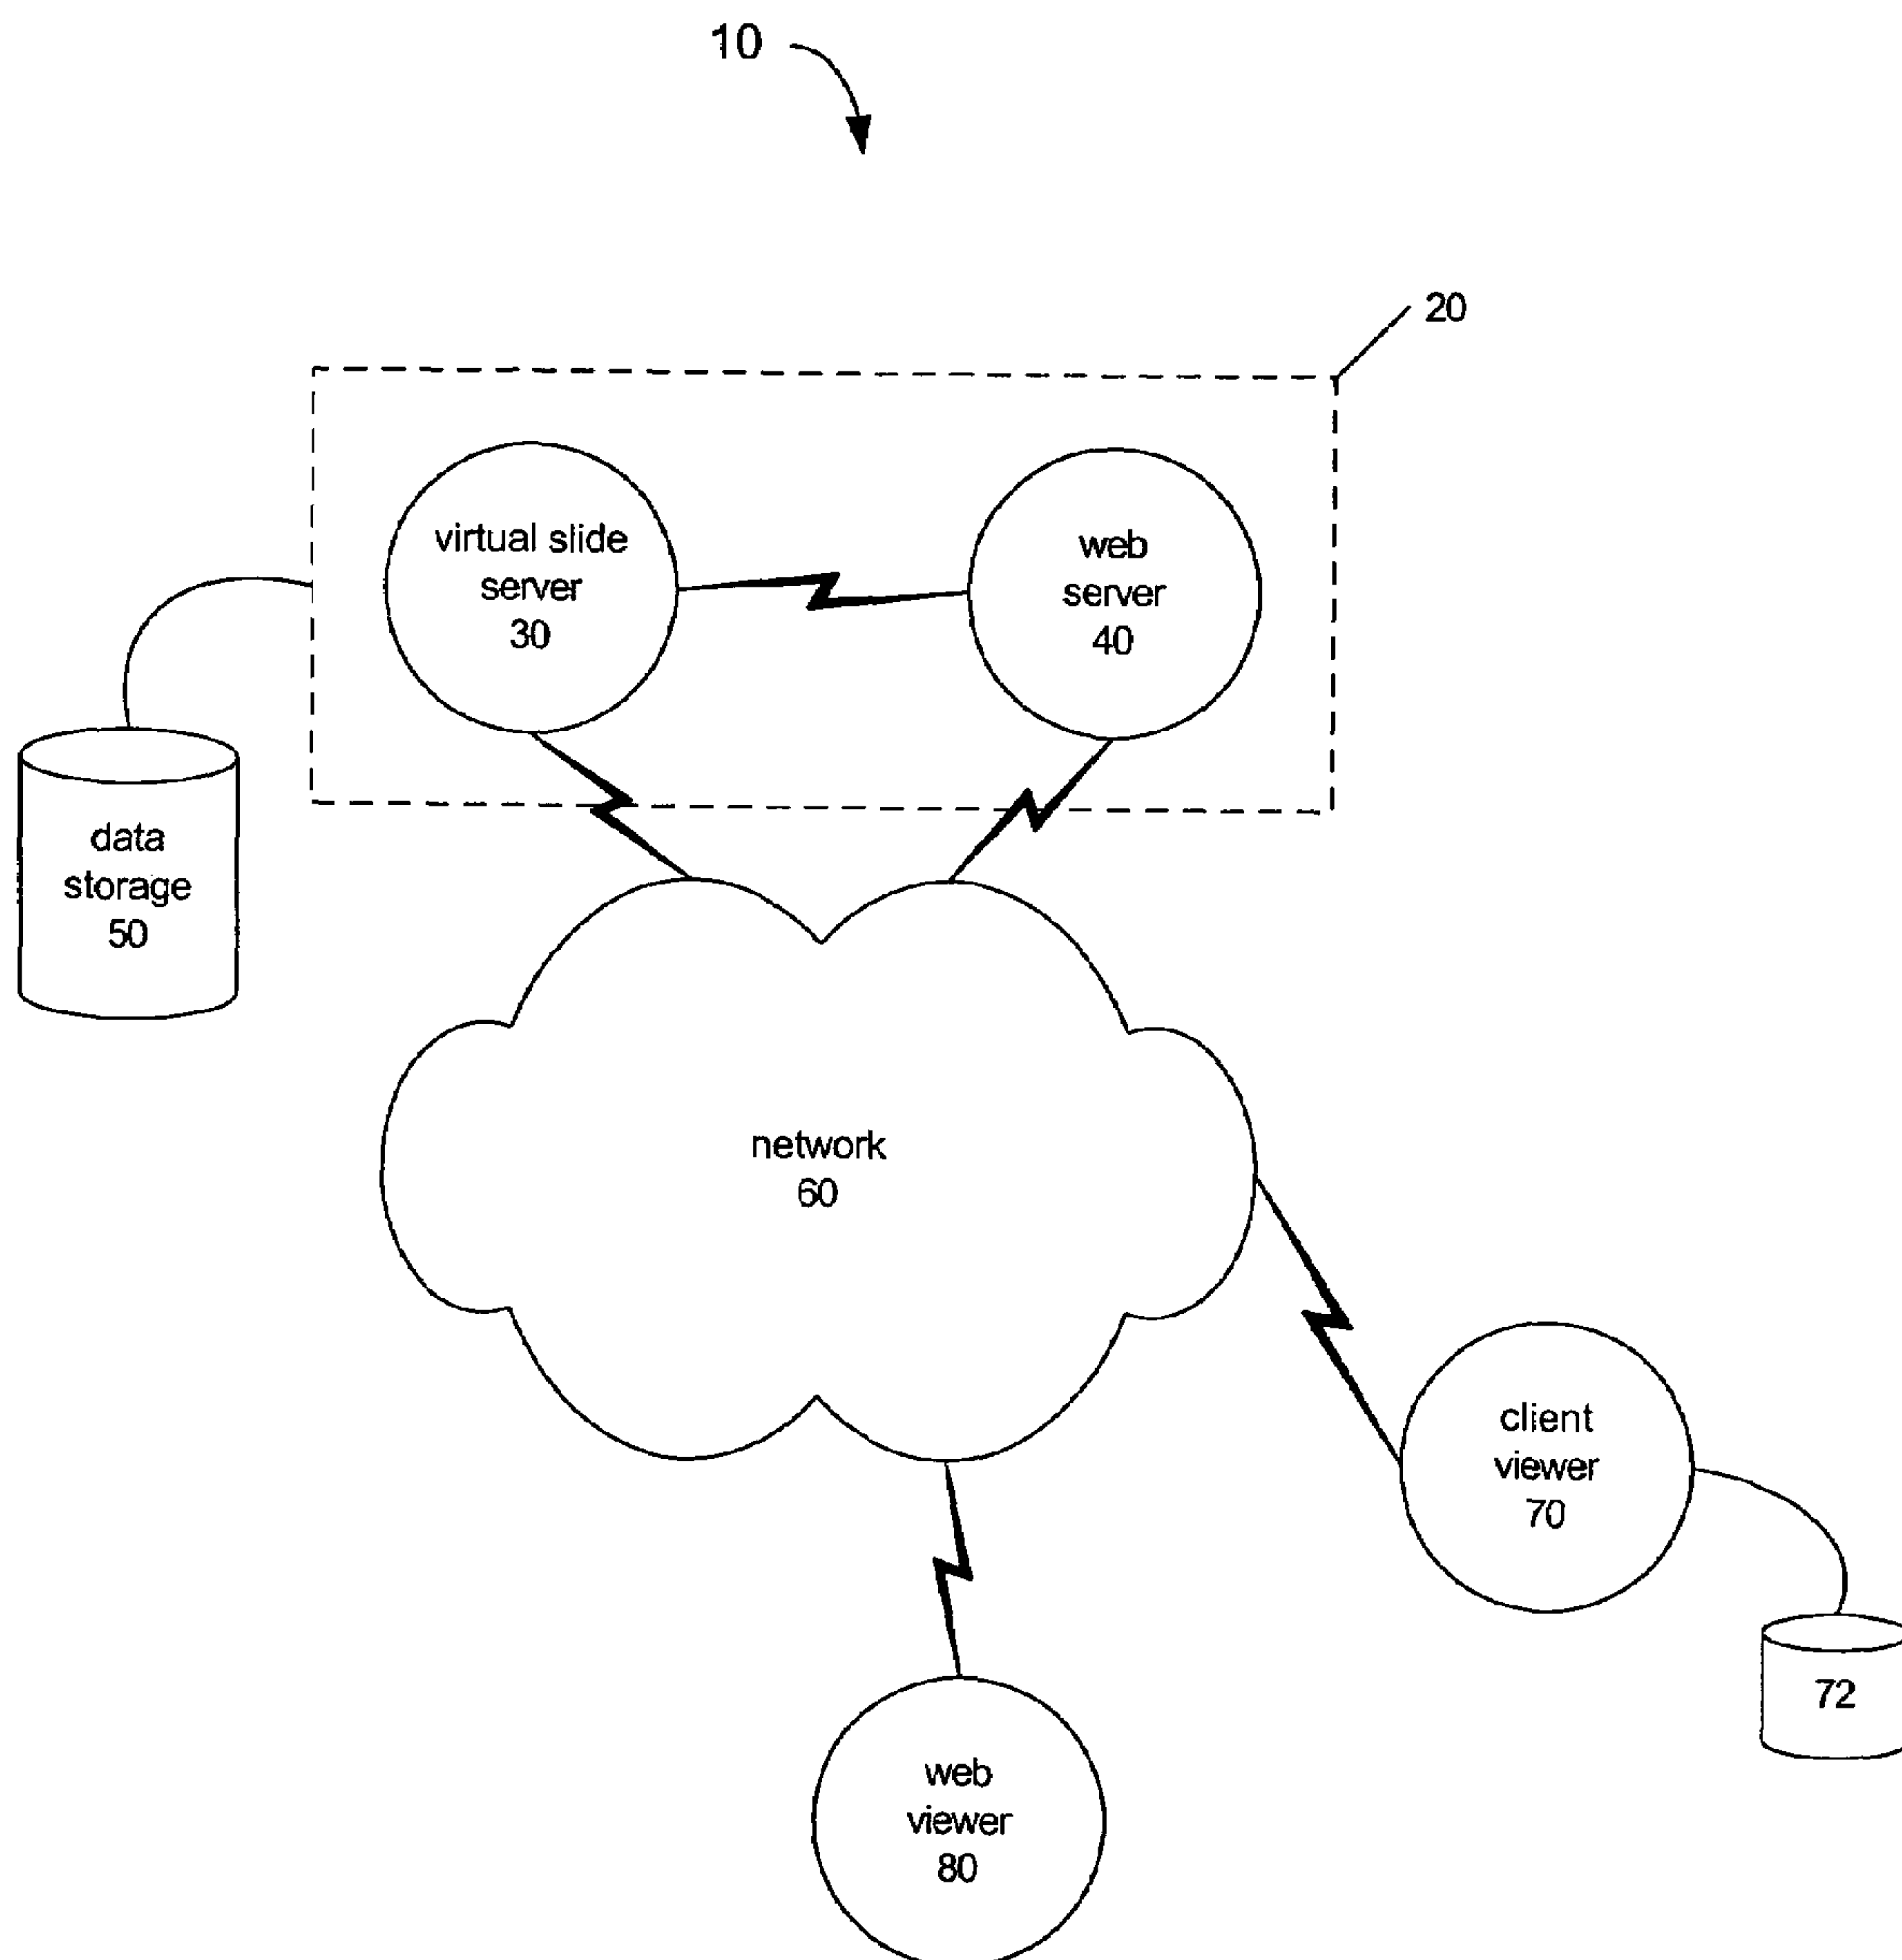 10
20
virtual slide
server
30
web
server
40
data
storage
50
network
60
client
viewer
70
72
web
viewer
80